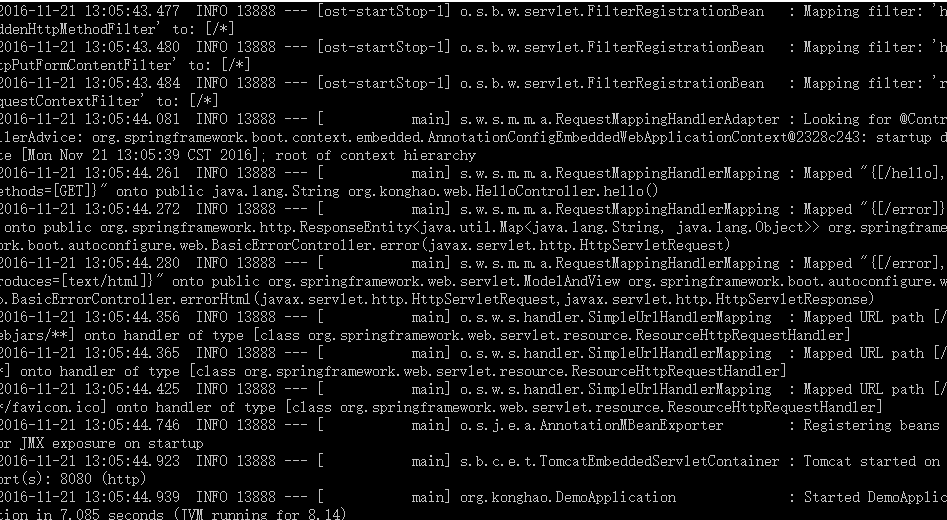 2016-11-21 13:05:43.477  INFO 13888 --- [ost-startStop-1] o.s.b.w.servlet.FilterRegistrationBean   : Mapping filter: 'h
ddenHttpMethodFilter' to: [/*]
2016-11-21 13:05:43.480  INFO 13888 --- [ost-startStop-1] o.s.b.w.servlet.FilterRegistrationBean   : Mapping filter: 'h
tpPutFormContentFilter' to: [/*]
2016-11-21 13:05:43.484  INFO 13888 --- [ost-startStop-1] o.s.b.w.servlet.FilterRegistrationBean   : Mapping filter: 'r
questContextFilter' to: [/*]
2016-11-21 13:05:44.081  INFO 13888 --- [           main] s.w.s.m.m.a.RequestMappingHandlerAdapter : Looking for @Contr
llerAdvice: org.springframework.boot.context.embedded.AnnotationConfigEmbeddedWebApplicationContext@2328c243: startup d
te [Mon Nov 21 13:05:39 CST 2016]; root of context hierarchy
2016-11-21 13:05:44.261  INFO 13888 --- [           main] s.w.s.m.m.a.RequestMappingHandlerMapping : Mapped "{[/hello],
ethods=[GET]}" onto public java.lang.String org.konghao.web.HelloController.hello()
2016-11-21 13:05:44.272  INFO 13888 --- [           main] s.w.s.m.m.a.RequestMappingHandlerMapping : Mapped "{[/error]}
 onto public org.springframework.http.ResponseEntity<java.util.Map<java.lang.String, java.lang.Object>> org.springframe
ork.boot.autoconfigure.web.BasicErrorController.error(javax.servlet.http.HttpServletRequest)
2016-11-21 13:05:44.280  INFO 13888 --- [           main] s.w.s.m.m.a.RequestMappingHandlerMapping : Mapped "{[/error],
roduces=[text/html]}" onto public org.springframework.web.servlet.ModelAndView org.springframework.boot.autoconfigure.w
b.BasicErrorController.errorHtml(javax.servlet.http.HttpServletRequest,javax.servlet.http.HttpServletResponse)
2016-11-21 13:05:44.356  INFO 13888 --- [           main] o.s.w.s.handler.SimpleUrlHandlerMapping  : Mapped URL path [/
ebjars/**] onto handler of type [class org.springframework.web.servlet.resource.ResourceHttpRequestHandler]
2016-11-21 13:05:44.365  INFO 13888 --- [           main] o.s.w.s.handler.SimpleUrlHandlerMapping  : Mapped URL path [/
*] onto handler of type [class org.springframework.web.servlet.resource.ResourceHttpRequestHandler]
2016-11-21 13:05:44.425  INFO 13888 --- [           main] o.s.w.s.handler.SimpleUrlHandlerMapping  : Mapped URL path [/
*/favicon.ico] onto handler of type [class org.springframework.web.servlet.resource.ResourceHttpRequestHandler]
2016-11-21 13:05:44.746  INFO 13888 --- [           main] o.s.j.e.a.AnnotationMBeanExporter        : Registering beans
or JMX exposure on startup
2016-11-21 13:05:44.923  INFO 13888 --- [           main] s.b.c.e.t.TomcatEmbeddedServletContainer : Tomcat started on
ort(s): 8080 (http)
2016-11-21 13:05:44.939  INFO 13888 --- [           main] org.konghao.DemoApplication              : Started DemoApplic
tion in 7.085 seconds (JVM running for 8.14)